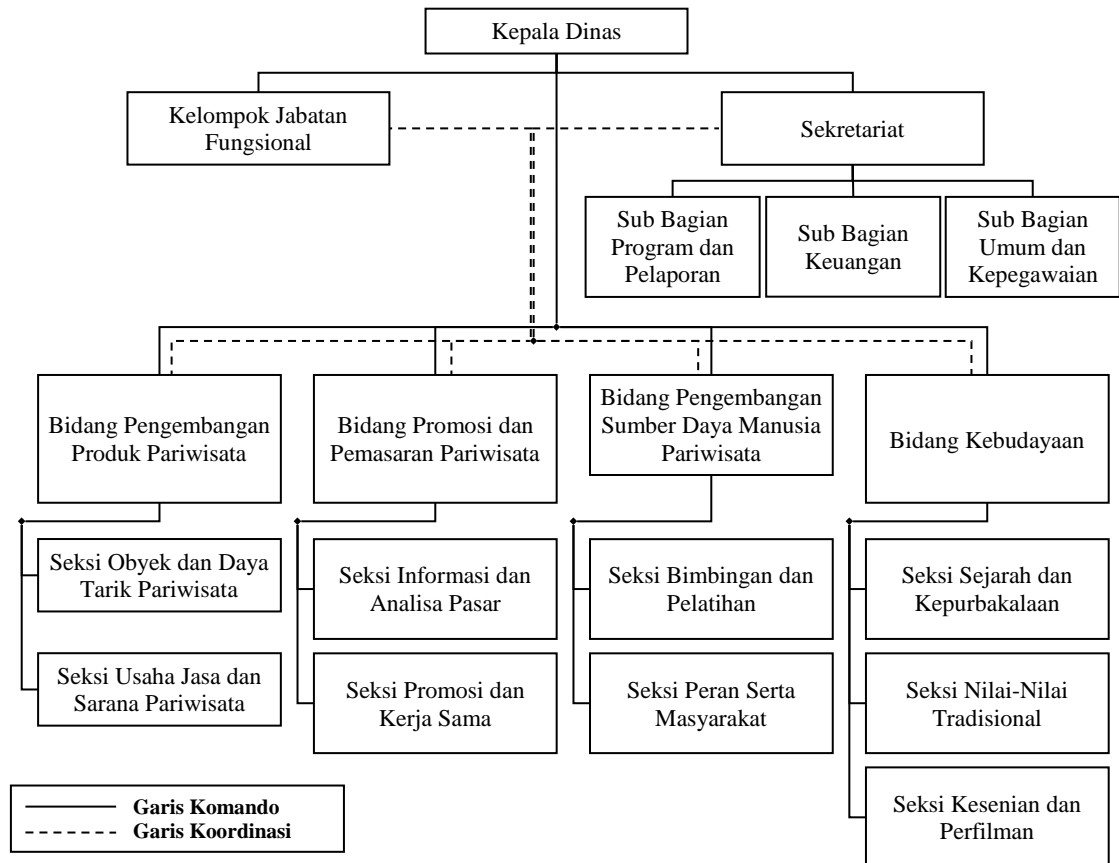 Kepala Dinas
Kelompok Jabatan
Fungsional
Sekretariat
Sub Bagian
Program dan
Pelaporan
Sub Bagian
Keuangan
Sub Bagian
Umum dan
Kepegawaian
Bidang Pengembangan
Produk Pariwisata
Bidang Promosi dan
Pemasaran Pariwisata
Bidang Pengembangan
Sumber Daya Manusia
Pariwisata
Bidang Kebudayaan
Seksi Obyek dan Daya
Tarik Pariwisata
Seksi Informasi dan
Analisa Pasar
Seksi Bimbingan dan
Pelatihan
Seksi Sejarah dan
Kepurbakalaan
Seksi Usaha Jasa dan
Sarana Pariwisata
Seksi Promosi dan
Kerja Sama
Seksi Peran Serta
Masyarakat
Seksi Nilai-Nilai
Tradisional
Seksi Kesenian dan
Perfilman
Garis Komando
Garis Koordinasi